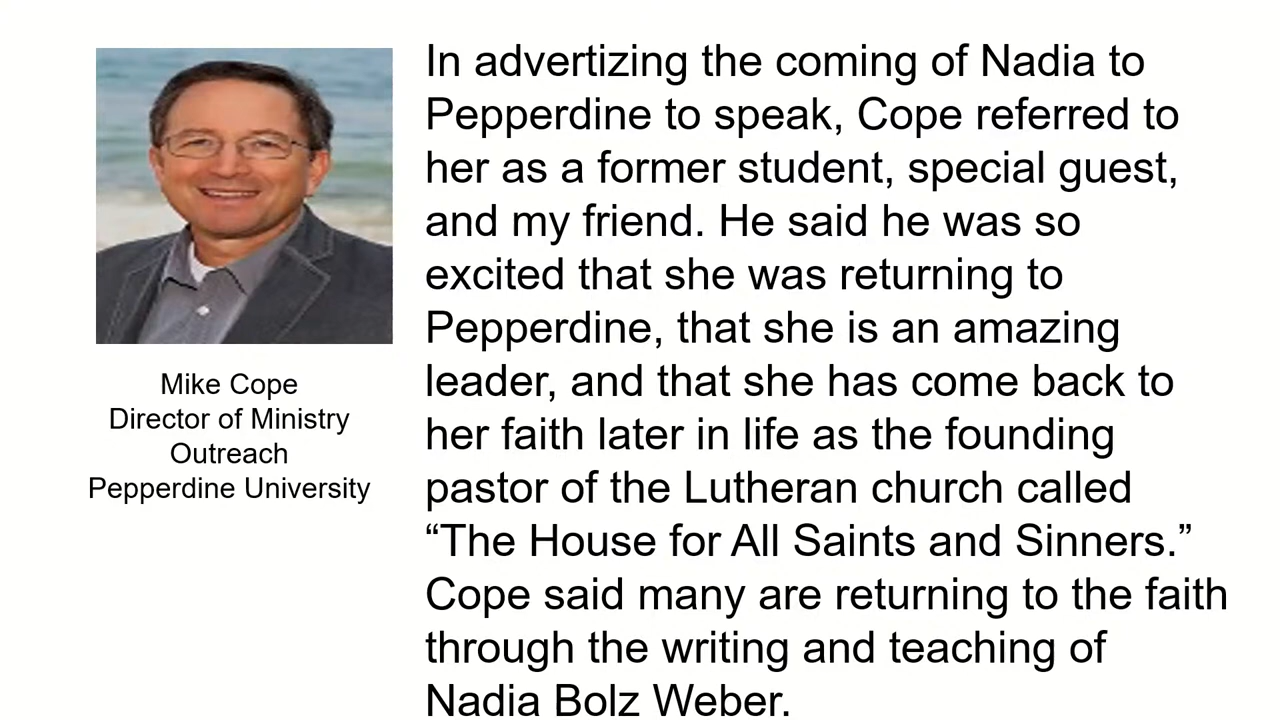 In advertizing the coming of Nadia to
Pepperdine to speak, Cope referred to
her as a former student, special guest,
and my friend. He said he was so
excited that she was returning to
Pepperdine, that she is an amazing
leader, and that she has come back to
her faith later in life as the founding
pastor of the Lutheran church called
“The House for All Saints and Sinners.”
Cope said many are returning to the faith
through the writing and teaching of
Nadia Bolz Weber.
Mike Cope
Director of Ministry
Outreach
Pepperdine University